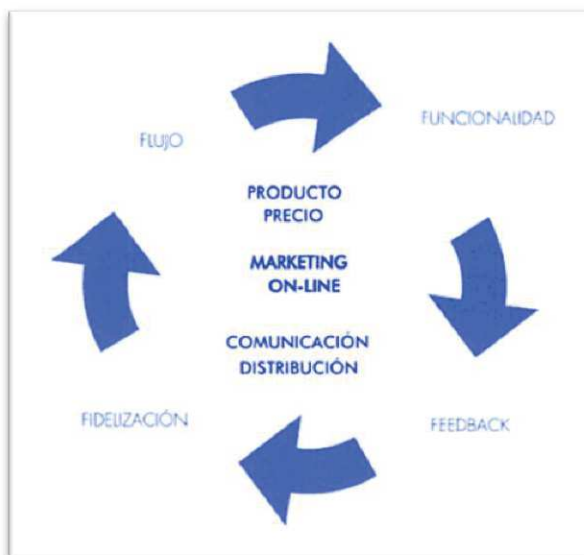 FLUJO
FUNCIONALIDAD
PRODUCTO
PRECIO
MARKETING
ON-LINE
COMUNICACIÓN
DISTRIBUCIÓN
FIDELIZACIÓN
FEEDBACK